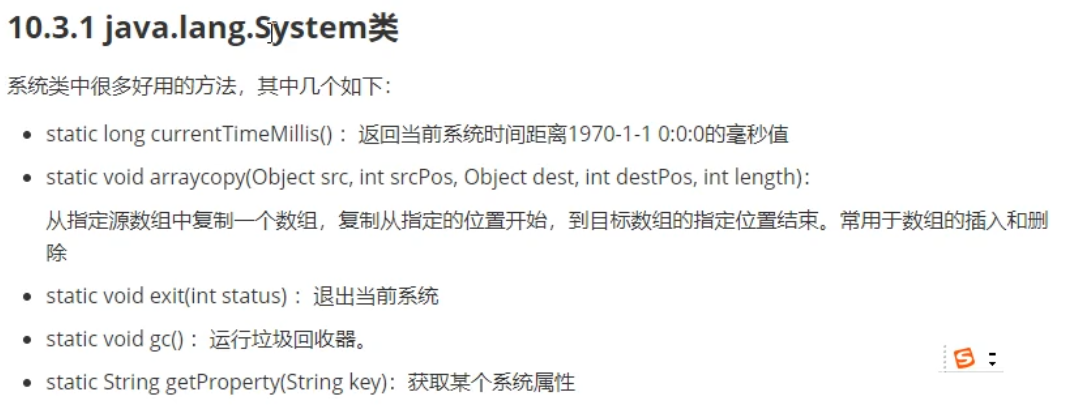 10.3.1 java.lang.System类
系统类中很多好用的方法，其中几个如下：
• static long currentTimeMillis() ：返回当前系统时间距离1970-1-1 0:0:0的毫秒值
• static void arraycopy(Object src, int srcPos, Object dest, int destPos, int length)：
从指定源数组中复制一个数组，复制从指定的位置开始，到目标数组的指定位置结束。常用于数组的插入和删
除
• static void exit(int status) ：退出当前系统
• static void gc() ：运行垃圾回收器。
• static String getProperty(String key)：获取某个系统属性